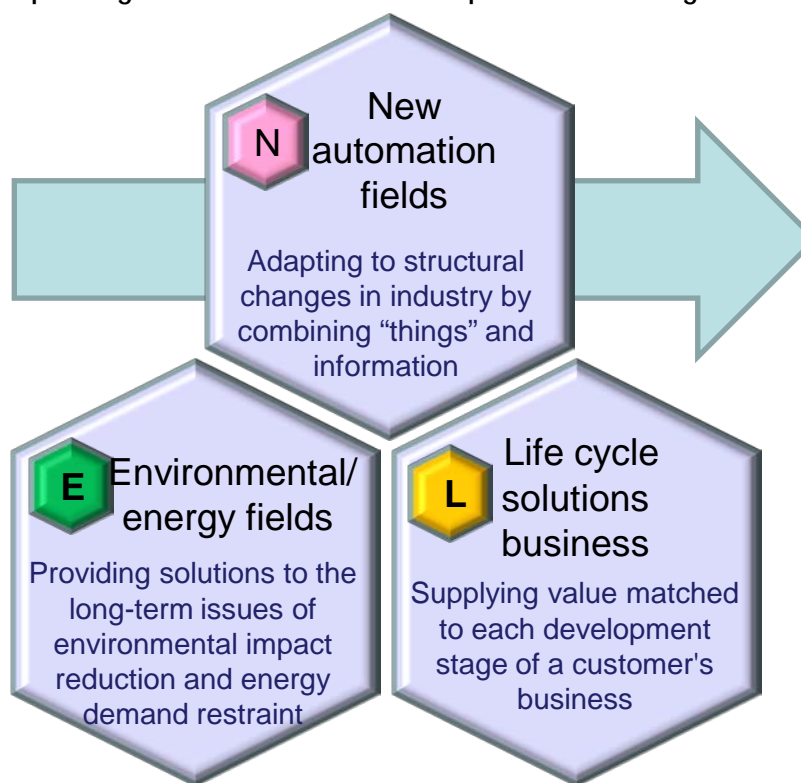 N
New
automation
fields
Adapting to structural
changes in industry by
combining “things” and
information
E
Environmental/
energy fields
Providing solutions to the
long-term issues of
environmental impact
reduction and energy
demand restraint
L
Life cycle
solutions
business
Supplying value matched
to each development
stage of a customer's
business